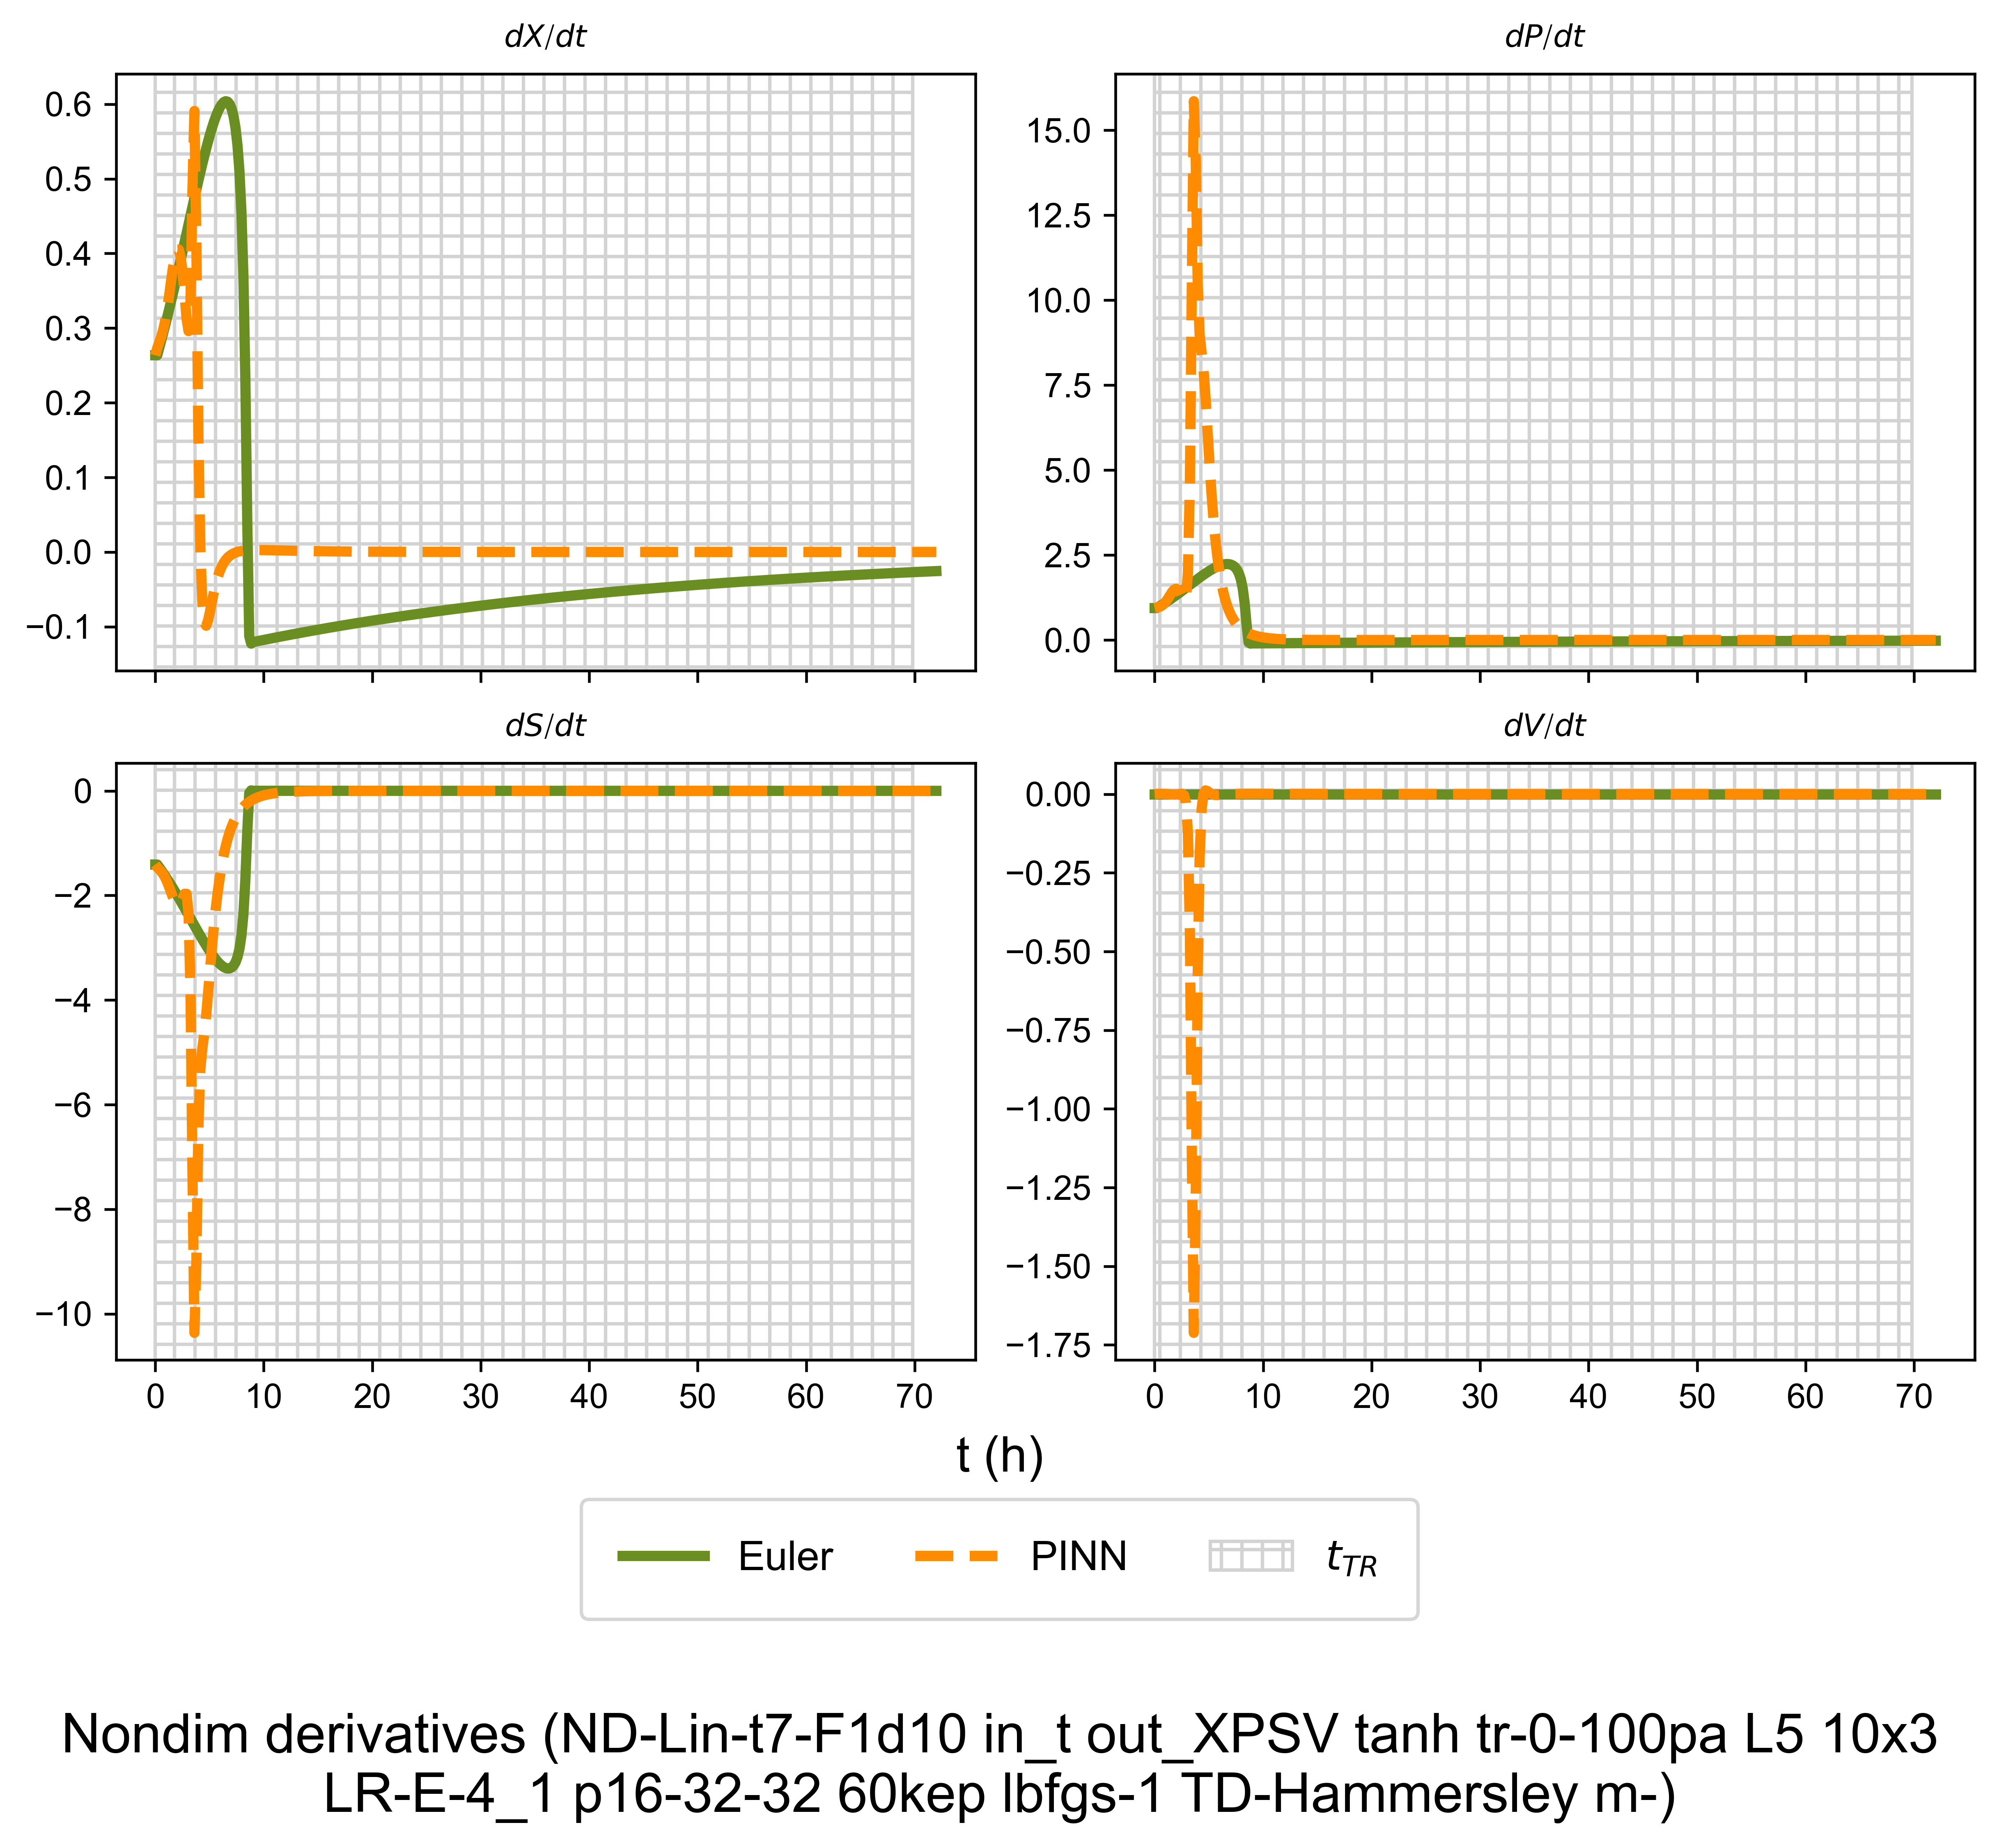 dX/dt
dP/dt
0.6
0.5
0.4
0.3
0.2
0.1
0.0
−0.1
15.0
12.5
10.0
7.5
5.0
2.5
0.0
dS/dt
dV/dt
0
−2
−4
−6
−8
−10
0.00
−0.25
−0.50
−0.75
−1.00
−1.25
−1.50
−1.75
0 10 20 30 40 50 60 70
0 10 20 30 40 50 60 70
t (h)
Euler PINN t_TR
Nondim derivatives (ND-Lin-t7-F1d10 in_t out_XPSV tanh tr-0-100pa L5 10x3
LR-E-4_1 p16-32-32 60kep lbfgs-1 TD-Hammersley m-)